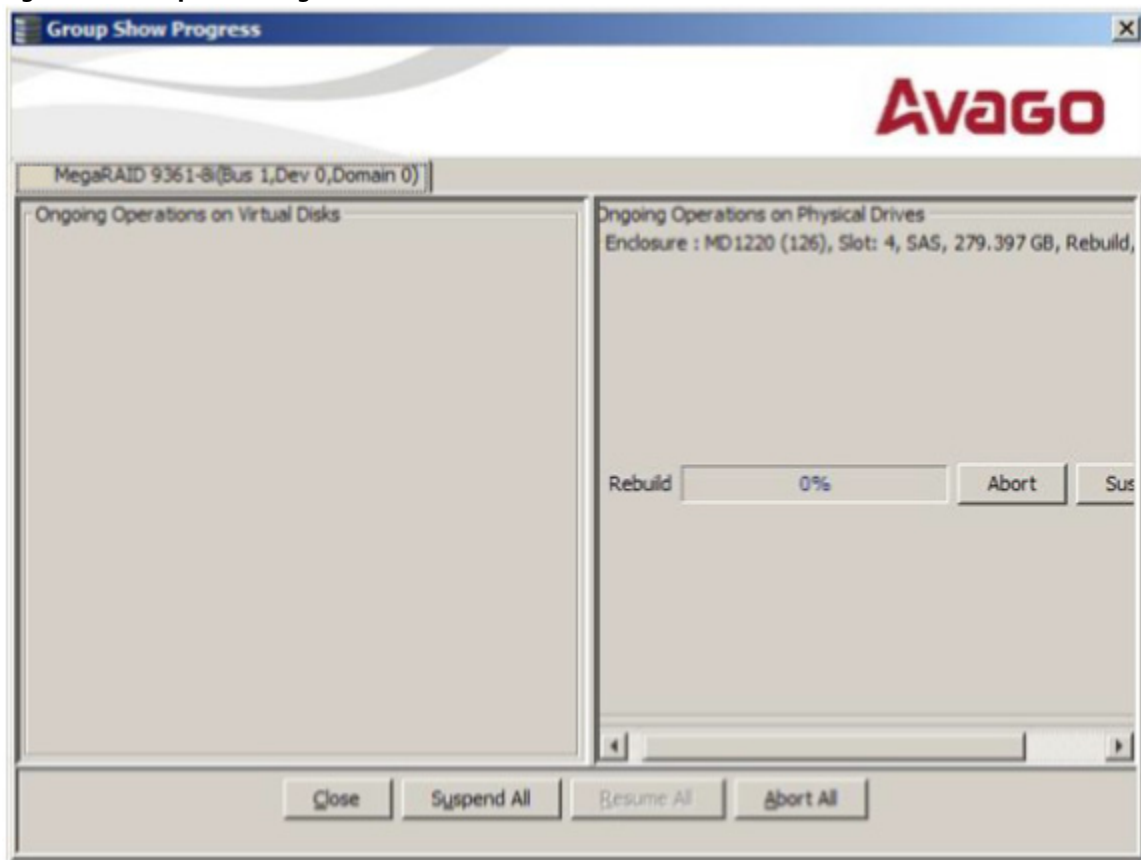 Group Show Progress
Avago
MegaRAID 9361-8i(Bus 1,Dev 0,Domain 0)
Ongoing Operations on Virtual Disks
Ongoing Operations on Physical Drives
Enclosure : MD1220 (126), Slot: 4, SAS, 279.397 GB, Rebuild,
Rebuild 0% Abort Sus
Close Suspend All Resume All Abort All